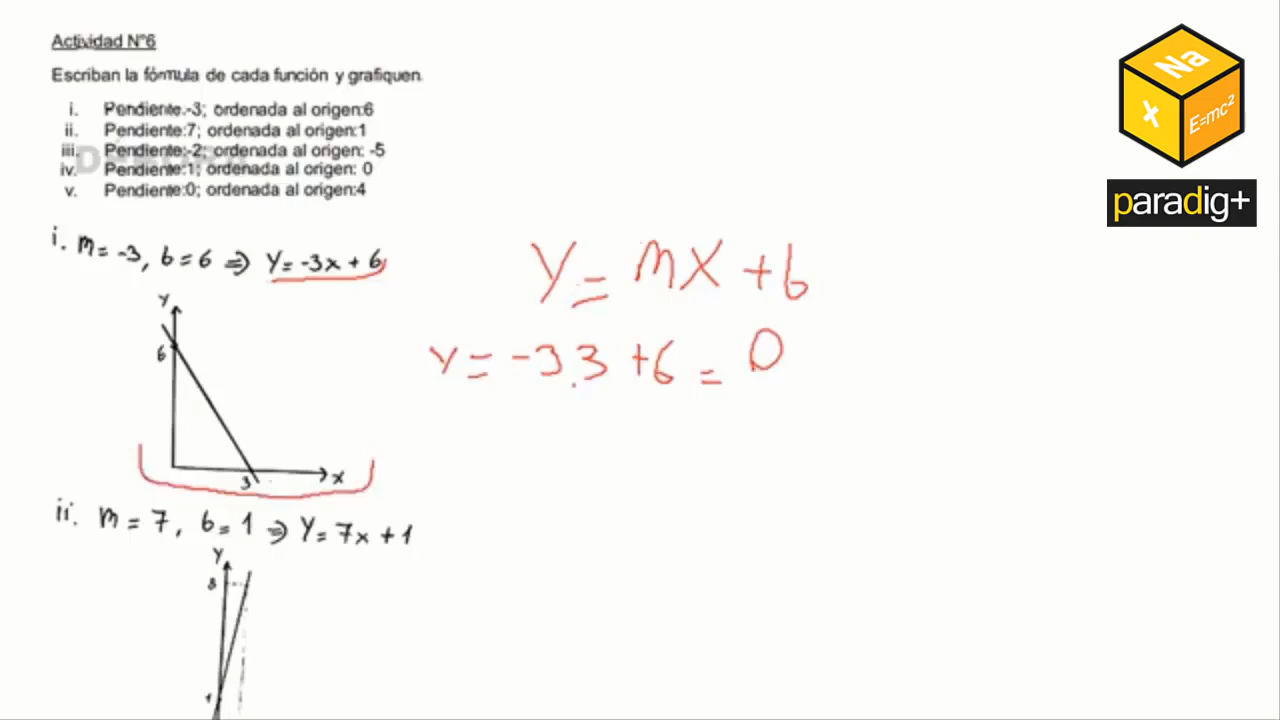 Actividad N°6
Escriban la fórmula de cada función y grafiquen.
i. Pendiente:-3; ordenada al origen:6
ii. Pendiente:7; ordenada al origen:1
iii. Pendiente:-2; ordenada al origen: -5
iv. Pendiente:1; ordenada al origen: 0
v. Pendiente:0; ordenada al origen:4
i. m = -3, b = 6 ⇒ Y = -3x + 6
Y
6
3
X
Y = mX + b
Y = -3.3 + 6 = 0
ii. m = 7, b = 1 ⇒ Y = 7x + 1
Y
8
1
Na
x
E=mc²
paradig+